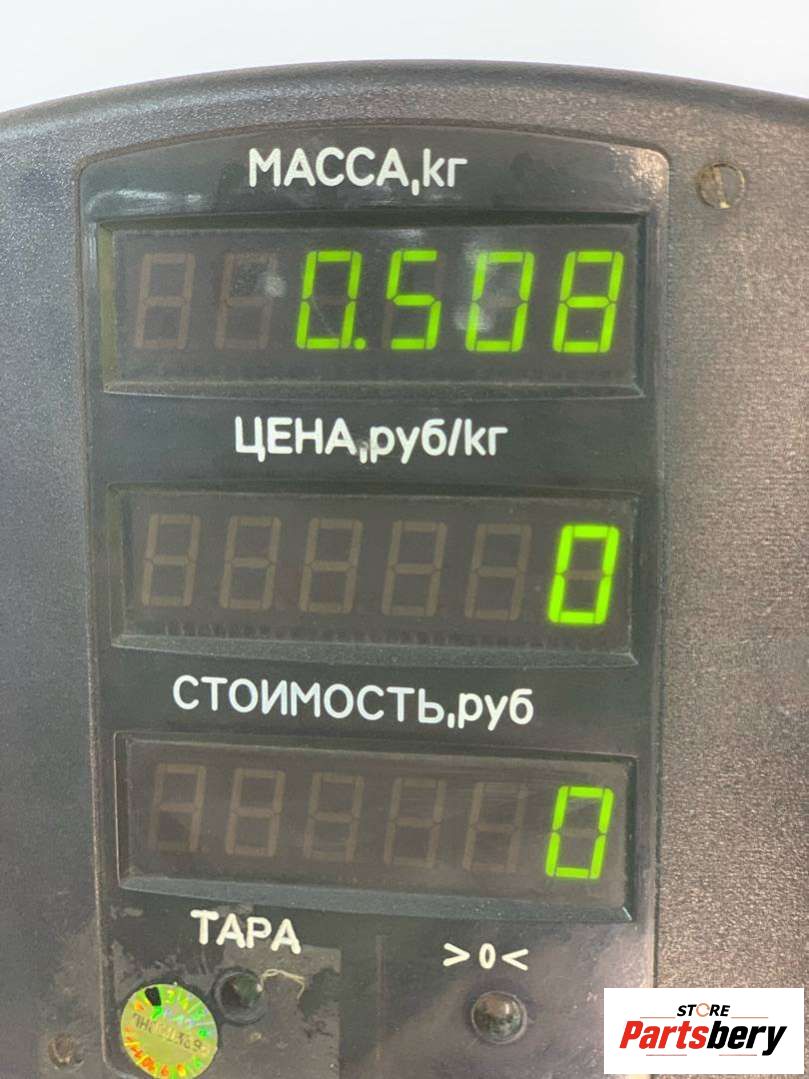 МАССА,кг
0.508
ЦЕНА,руб/кг
0
СТОИМОСТЬ,руб
0
ТАРА
>0<
STORE
Partsbery